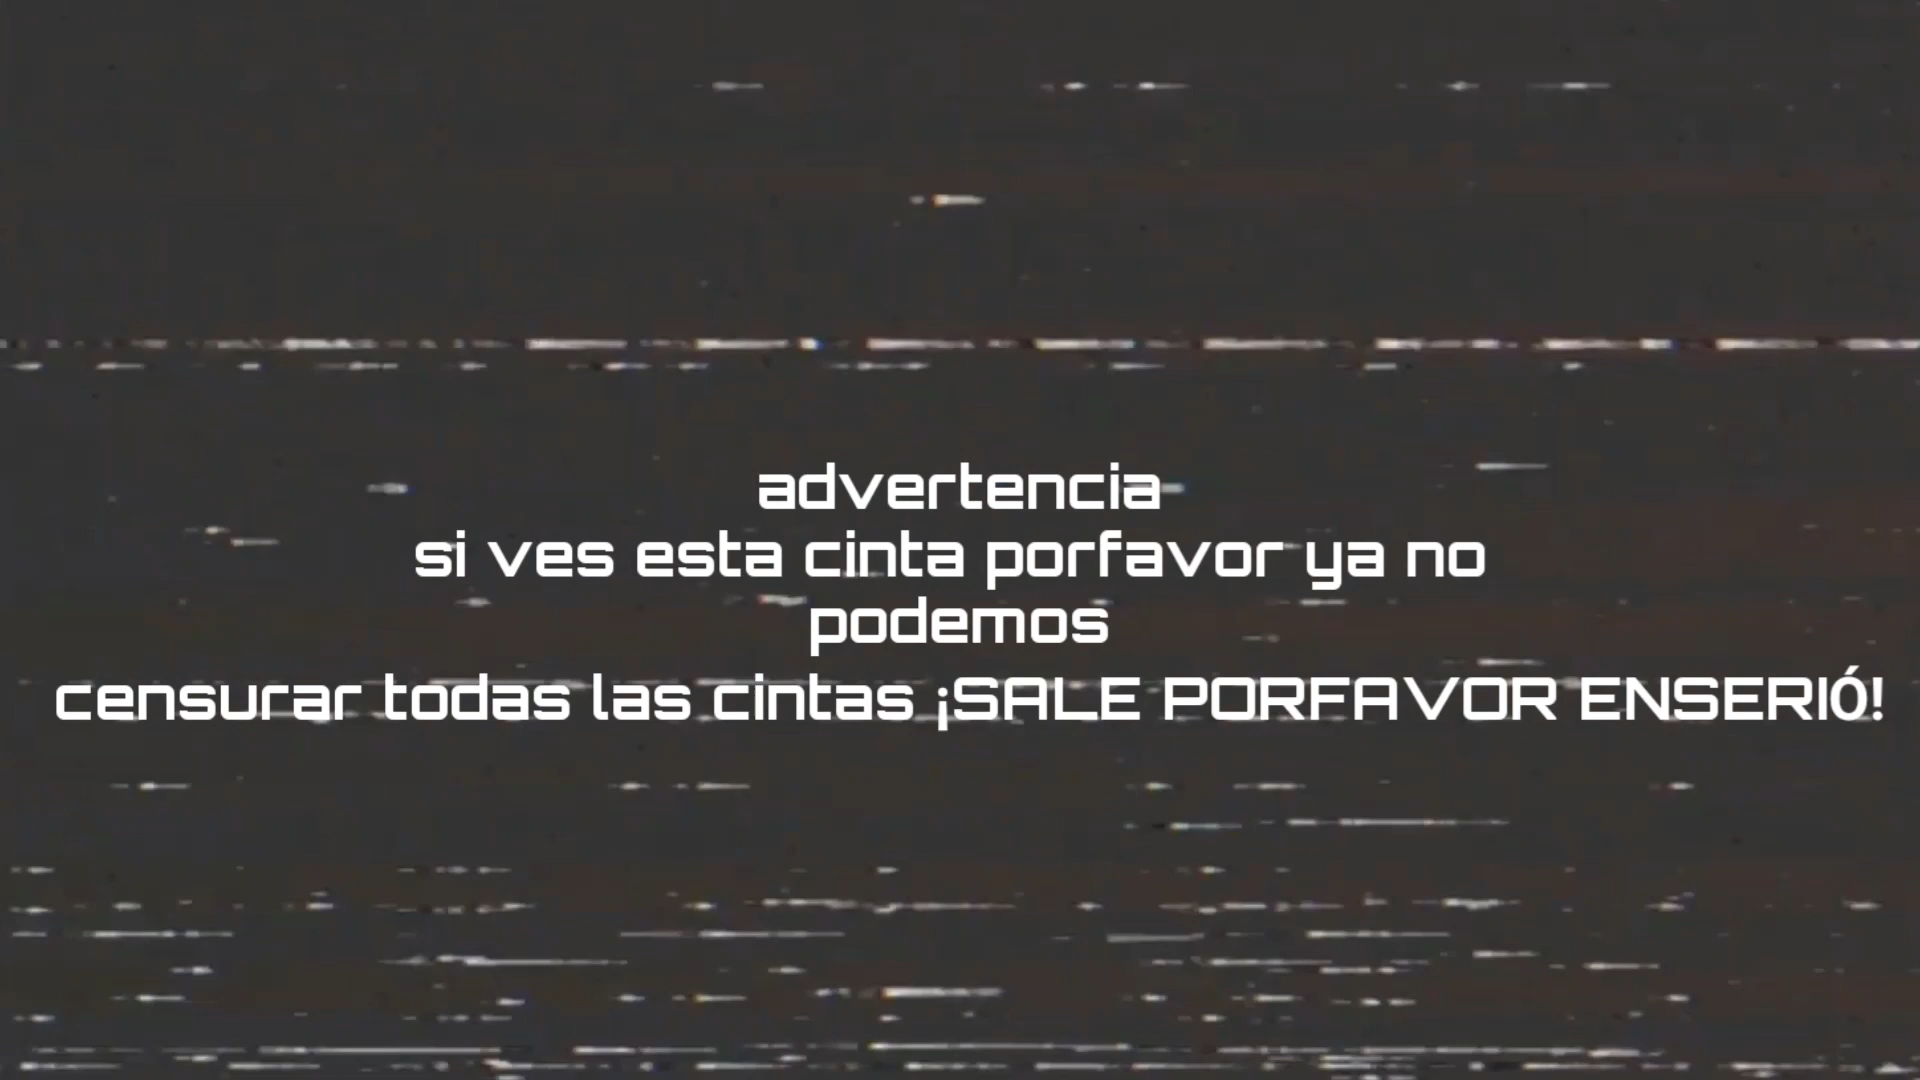 advertencia
si ves esta cinta porfavor ya no
podemos
censurar todas las cintas ¡SALE PORFAVOR ENSERIÓ!